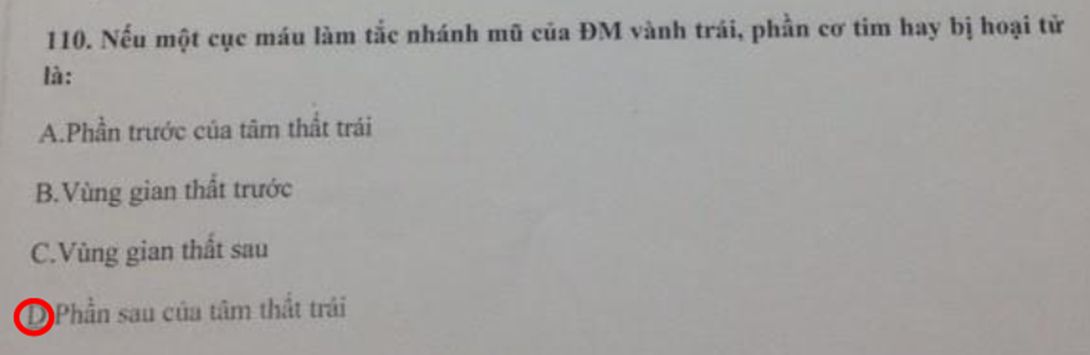 110. Nếu một cục máu làm tắc nhánh mũ của ĐM vành trái, phần cơ tim hay bị hoại tử
là:
A.Phần trước của tâm thất trái
B.Vùng gian thất trước
C.Vùng gian thất sau
D.Phần sau của tâm thất trái